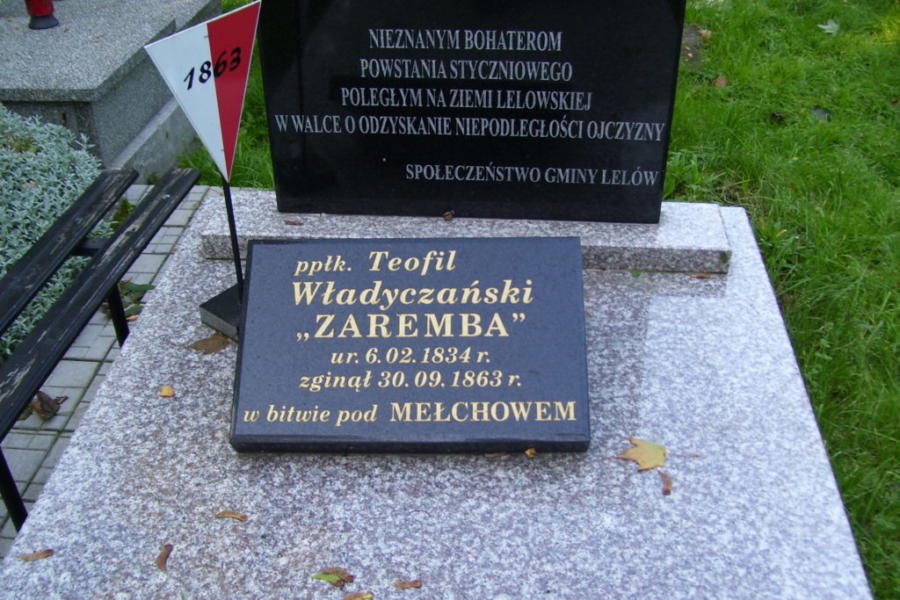 1863
NIEZNANYM BOHATEROM
POWSTANIA STYCZNIOWEGO
POLEGŁYM NA ZIEMI LELOWSKIEJ
W WALCE O ODZYSKANIE NIEPODLEGŁOŚCI OJCZYZNY
SPOŁECZEŃSTWO GMINY LELÓW
ppłk. Teofil
Władyczański
„ZAREMBA”
ur. 6.02.1834 r.
zginął 30.09.1863 r.
w bitwie pod MEŁCHOWEM